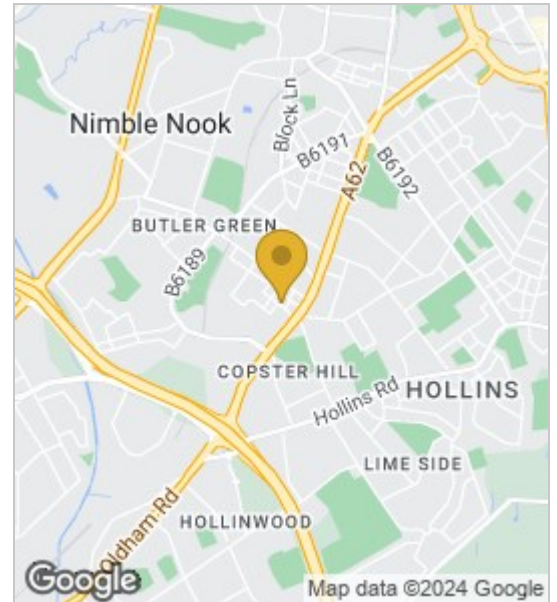 Nimble Nook
Block Ln
B6191
A62
B6192
BUTLER GREEN
B6189
COPSTER HILL
Hollins Rd
HOLLINS
LIME SIDE
Oldham Rd
HOLLINWOOD
Google
Map data ©2024 Google